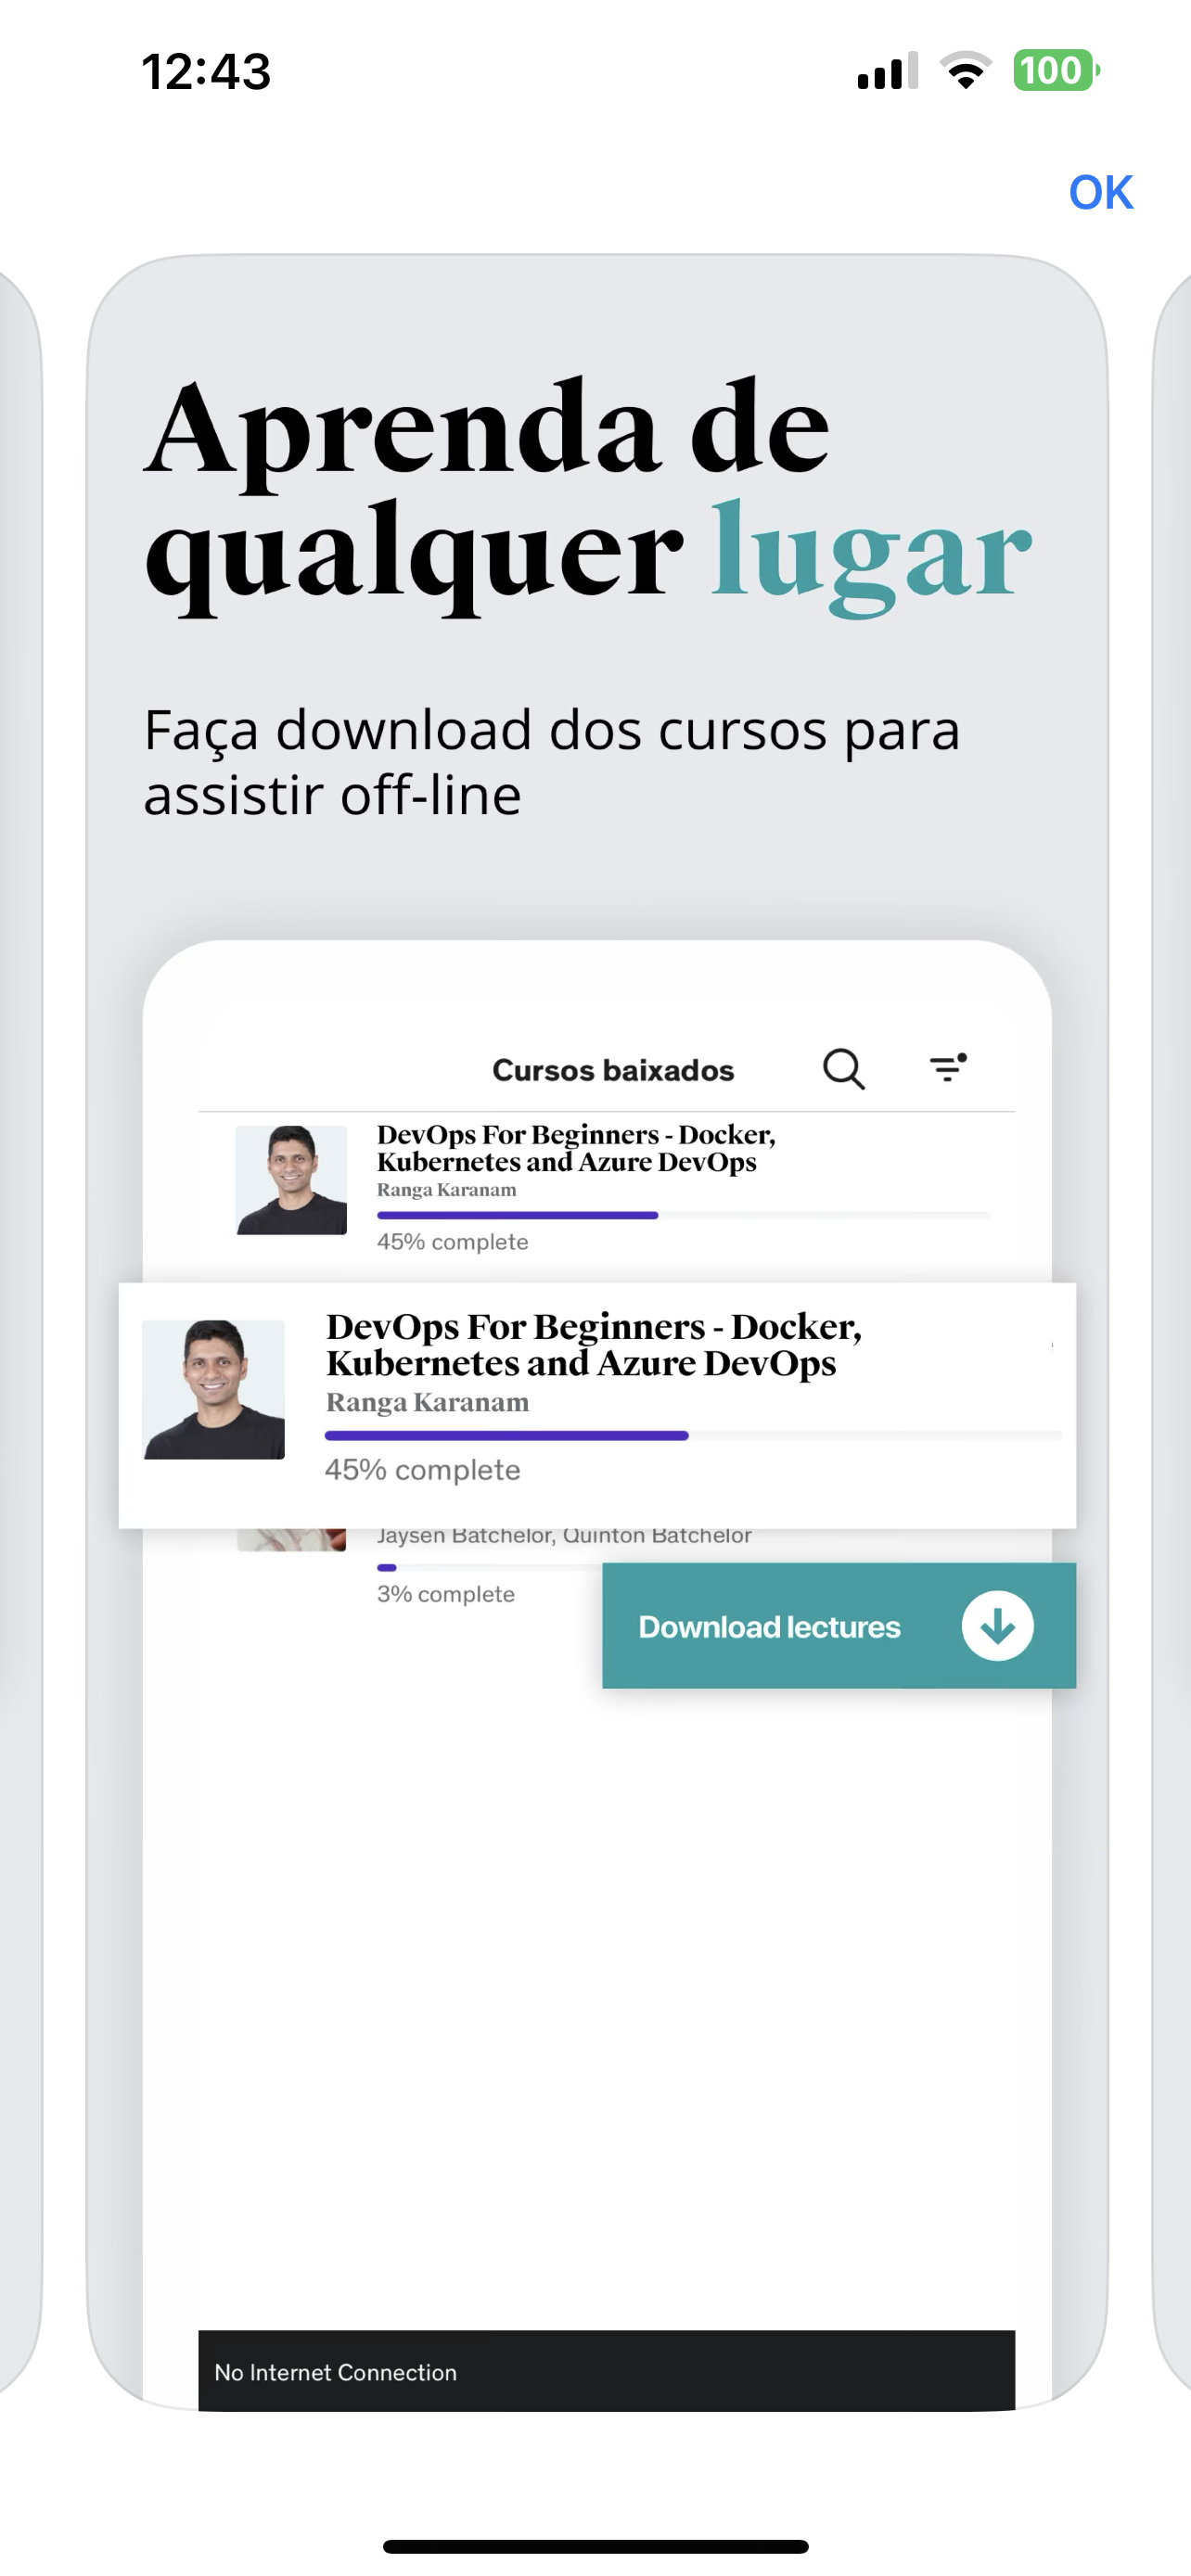 12:43
100
OK
Aprenda de
qualquer lugar
Faça download dos cursos para
assistir off-line
Cursos baixados
DevOps For Beginners - Docker,
Kubernetes and Azure DevOps
Ranga Karanam
45% complete
DevOps For Beginners - Docker,
Kubernetes and Azure DevOps
Ranga Karanam
45% complete
Jaysen Batchelor, Quinton Batchelor
3% complete
Download lectures
No Internet Connection